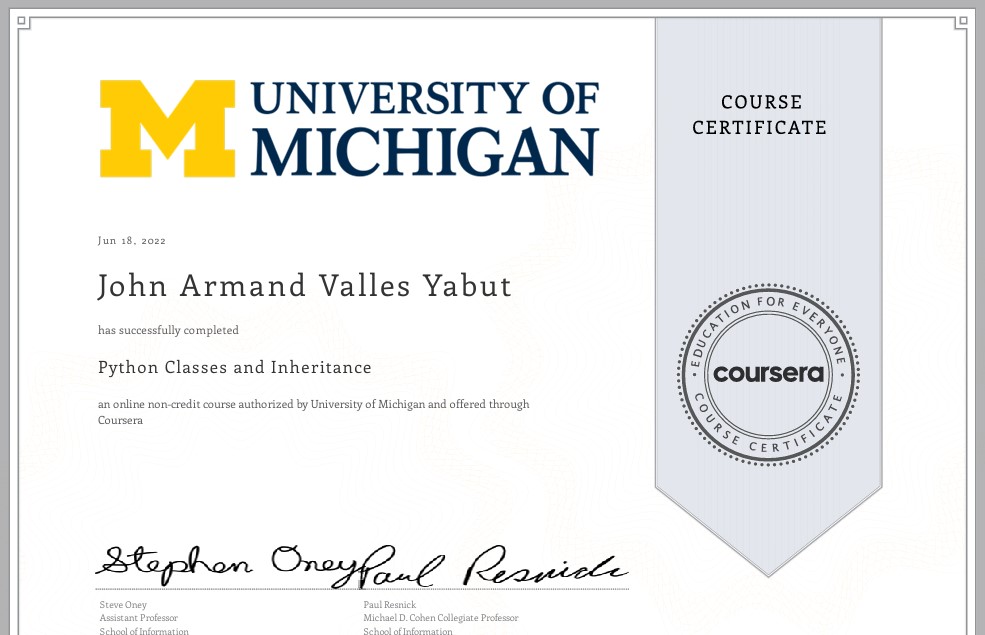 M UNIVERSITY OF
MICHIGAN
COURSE
CERTIFICATE
Jun 18, 2022
John Armand Valles Yabut
has successfully completed
Python Classes and Inheritance
an online non-credit course authorized by University of Michigan and offered through
Coursera
EDUCATION FOR EVERYONE
coursera
COURSE CERTIFICATE
Stephen Oney Paul Resnick
Steve Oney
Assistant Professor
School of Information
Paul Resnick
Michael D. Cohen Collegiate Professor
School of Information